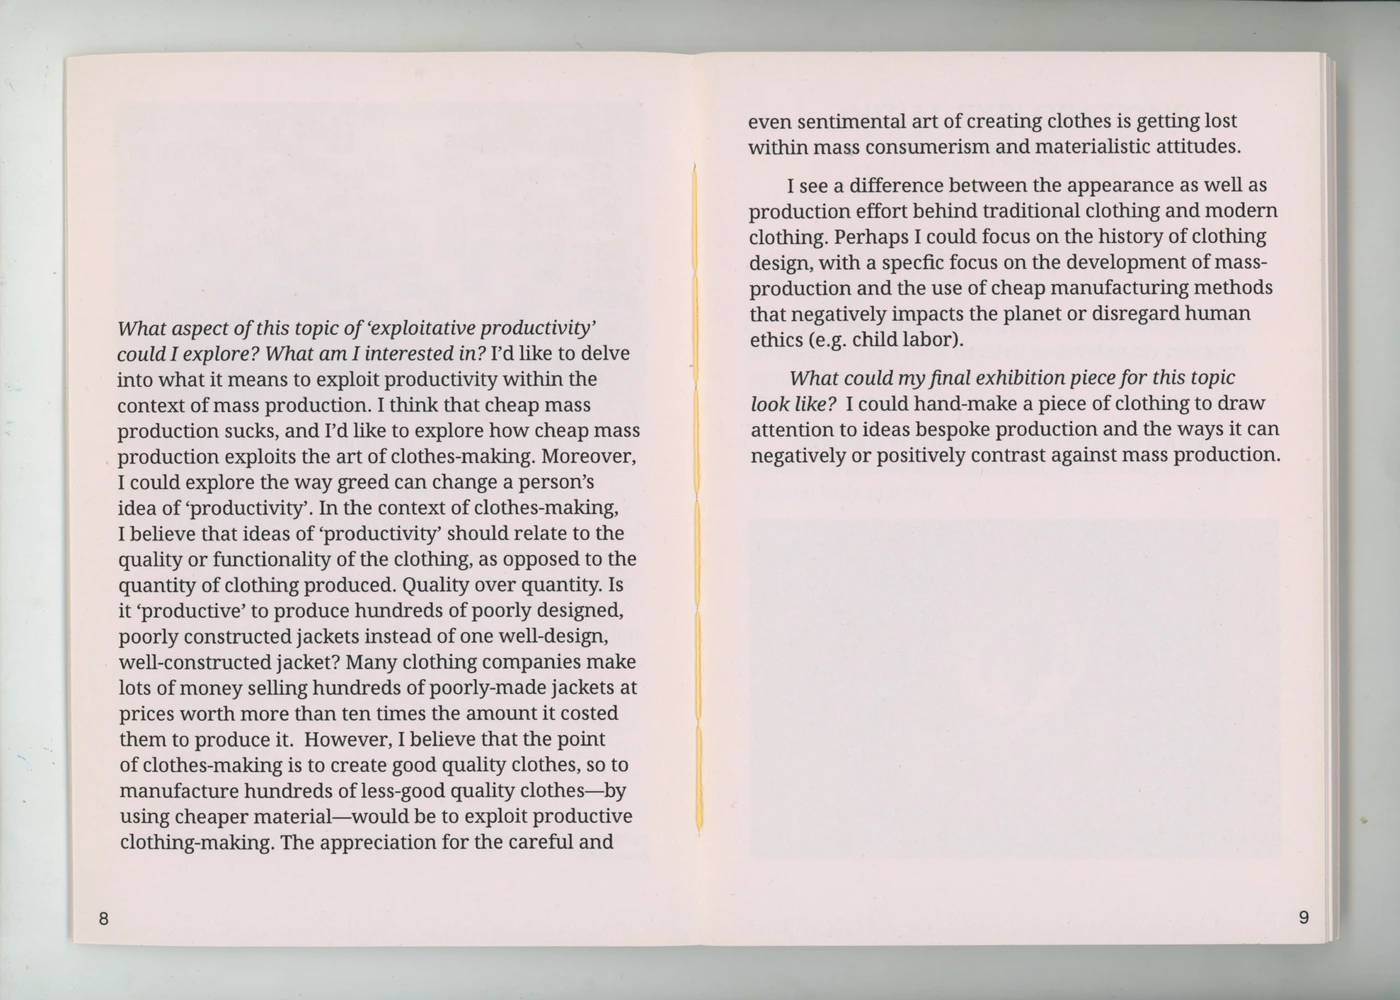 What aspect of this topic of ‘exploitative productivity’
could I explore? What am I interested in? I’d like to delve
into what it means to exploit productivity within the
context of mass production. I think that cheap mass
production sucks, and I’d like to explore how cheap mass
production exploits the art of clothes-making. Moreover,
I could explore the way greed can change a person’s
idea of ‘productivity’. In the context of clothes-making,
I believe that ideas of ‘productivity’ should relate to the
quality or functionality of the clothing, as opposed to the
quantity of clothing produced. Quality over quantity. Is
it ‘productive’ to produce hundreds of poorly designed,
poorly constructed jackets instead of one well-design,
well-constructed jacket? Many clothing companies make
lots of money selling hundreds of poorly-made jackets at
prices worth more than ten times the amount it costed
them to produce it.  However, I believe that the point
of clothes-making is to create good quality clothes, so to
manufacture hundreds of less-good quality clothes—by
using cheaper material—would be to exploit productive
clothing-making. The appreciation for the careful and
8
even sentimental art of creating clothes is getting lost
within mass consumerism and materialistic attitudes.
I see a difference between the appearance as well as
production effort behind traditional clothing and modern
clothing. Perhaps I could focus on the history of clothing
design, with a specfic focus on the development of mass-
production and the use of cheap manufacturing methods
that negatively impacts the planet or disregard human
ethics (e.g. child labor).
What could my final exhibition piece for this topic
look like?  I could hand-make a piece of clothing to draw
attention to ideas bespoke production and the ways it can
negatively or positively contrast against mass production.
9